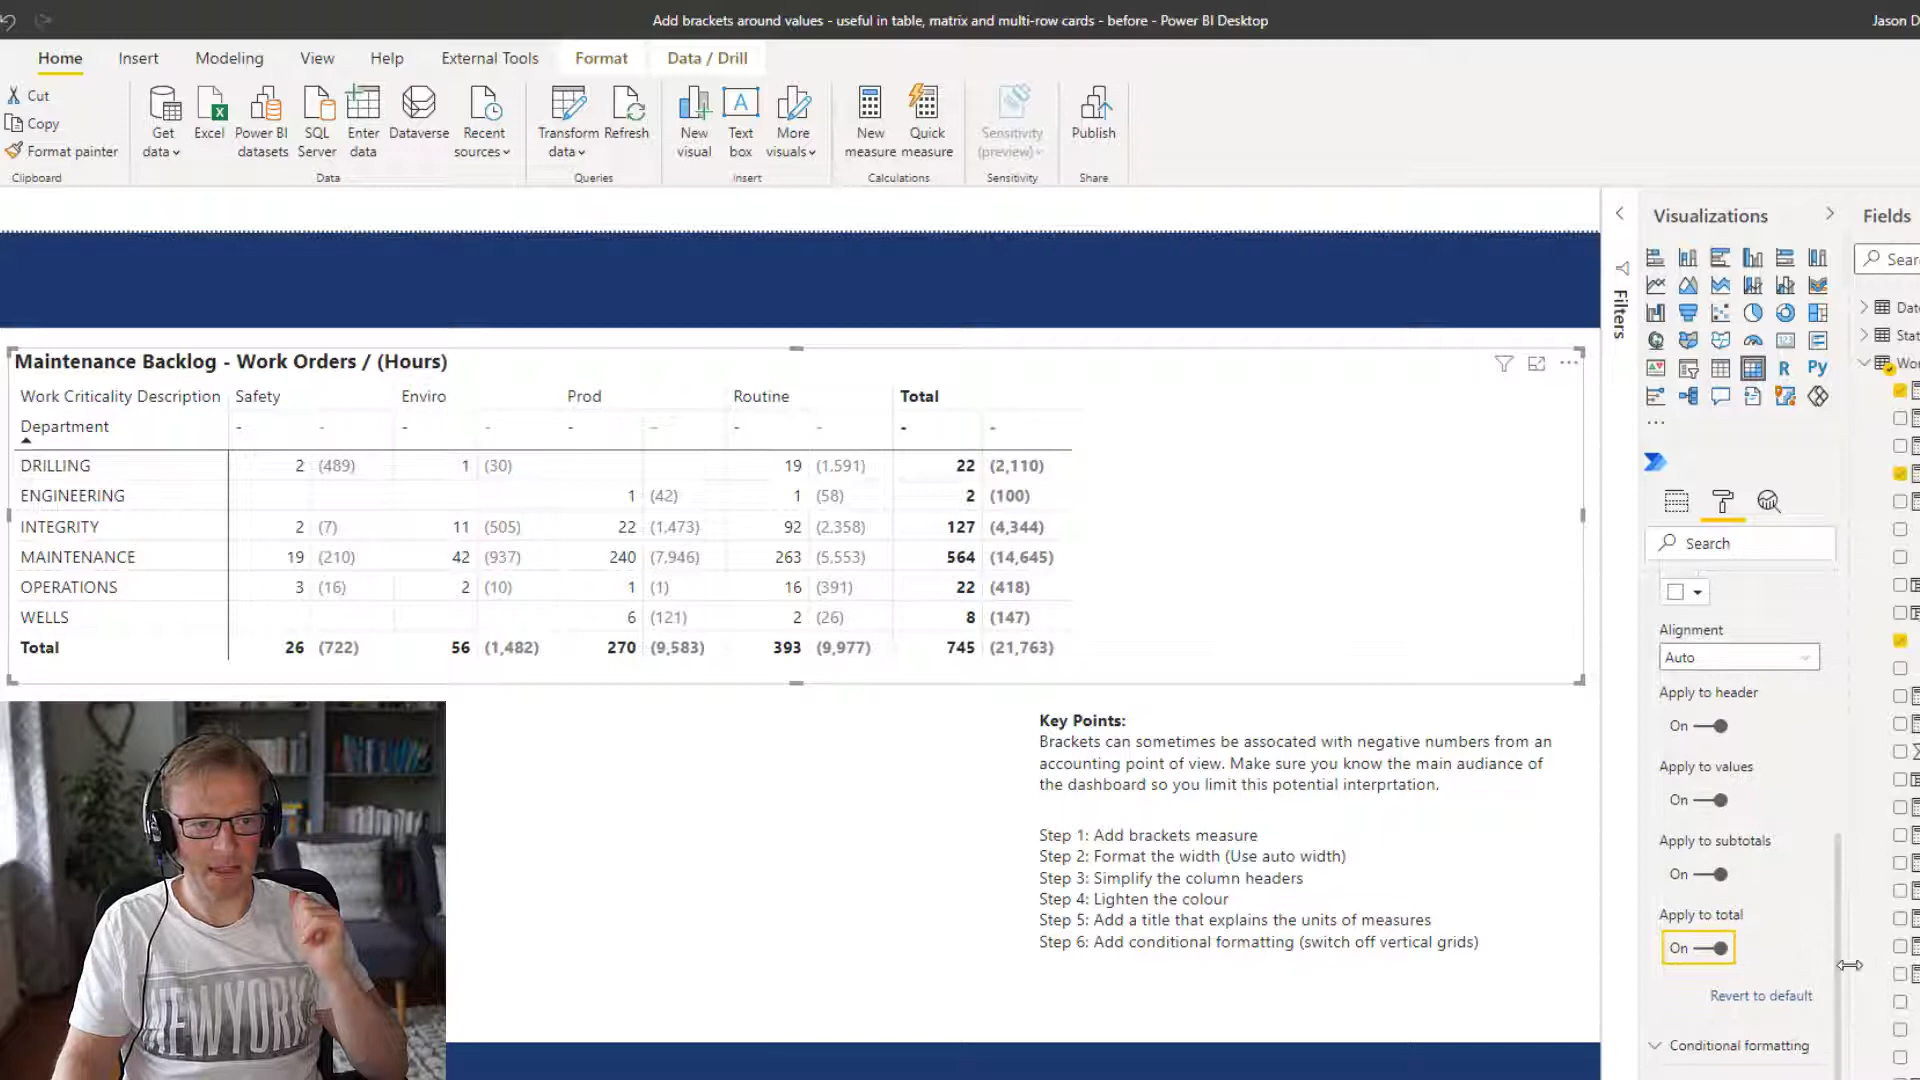 Add brackets around values - useful in table, matrix and multi-row cards - before - Power BI Desktop
Jason D
Home Insert Modeling View Help External Tools Format Data / Drill
Cut
Copy
Format painter
Clipboard
Get data
Excel
Power BI datasets
SQL Server
Enter data
Dataverse
Recent sources
Data
Transform data
Refresh
Queries
New visual
Text box
More visuals
Insert
New measure
Quick measure
Calculations
Sensitivity (preview)
Sensitivity
Publish
Share
Filters
Maintenance Backlog - Work Orders / (Hours)
Work Criticality Description Safety Enviro Prod Routine Total
Department - - - - - - - - - -
DRILLING 2 (489) 1 (30) 19 (1,591) 22 (2,110)
ENGINEERING 1 (42) 1 (58) 2 (100)
INTEGRITY 2 (7) 11 (505) 22 (1,473) 92 (2,358) 127 (4,344)
MAINTENANCE 19 (210) 42 (937) 240 (7,946) 263 (5,553) 564 (14,645)
OPERATIONS 3 (16) 2 (10) 1 (1) 16 (391) 22 (418)
WELLS 6 (121) 2 (26) 8 (147)
Total 26 (722) 56 (1,482) 270 (9,583) 393 (9,977) 745 (21,763)
Key Points:
Brackets can sometimes be assocated with negative numbers from an
accounting point of view. Make sure you know the main audiance of
the dashboard so you limit this potential interprtation.
Step 1: Add brackets measure
Step 2: Format the width (Use auto width)
Step 3: Simplify the column headers
Step 4: Lighten the colour
Step 5: Add a title that explains the units of measures
Step 6: Add conditional formatting (switch off vertical grids)
NEWYORK
Visualizations
R Py
123
Search
Alignment
Auto
Apply to header
On
Apply to values
On
Apply to subtotals
On
Apply to total
On
Revert to default
Conditional formatting
Fields
Sear
Date
Stat
Wo